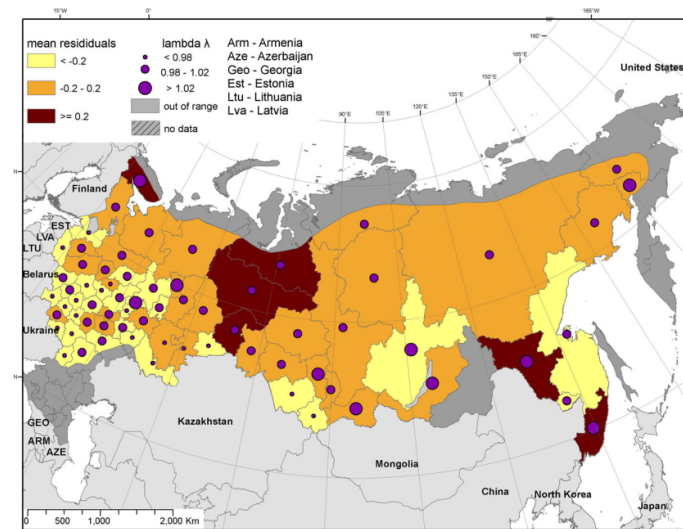 mean resididuals
< -0.2
-0.2 - 0.2
>= 0.2
lambda λ
< 0.98
0.98 - 1.02
> 1.02
out of range
no data
Arm - Armenia
Aze - Azerbaijan
Geo - Georgia
Est - Estonia
Ltu - Lithuania
Lva - Latvia
15°W
0°
180°
165°W
165°E
150°E
135°E
120°E
105°E
90°E
United States
Finland
EST
LVA
LTU
Belarus
Ukraine
GEO
ARM
AZE
Kazakhstan
Mongolia
China
North Korea
Japan
0
500
1,000
2,000 Km